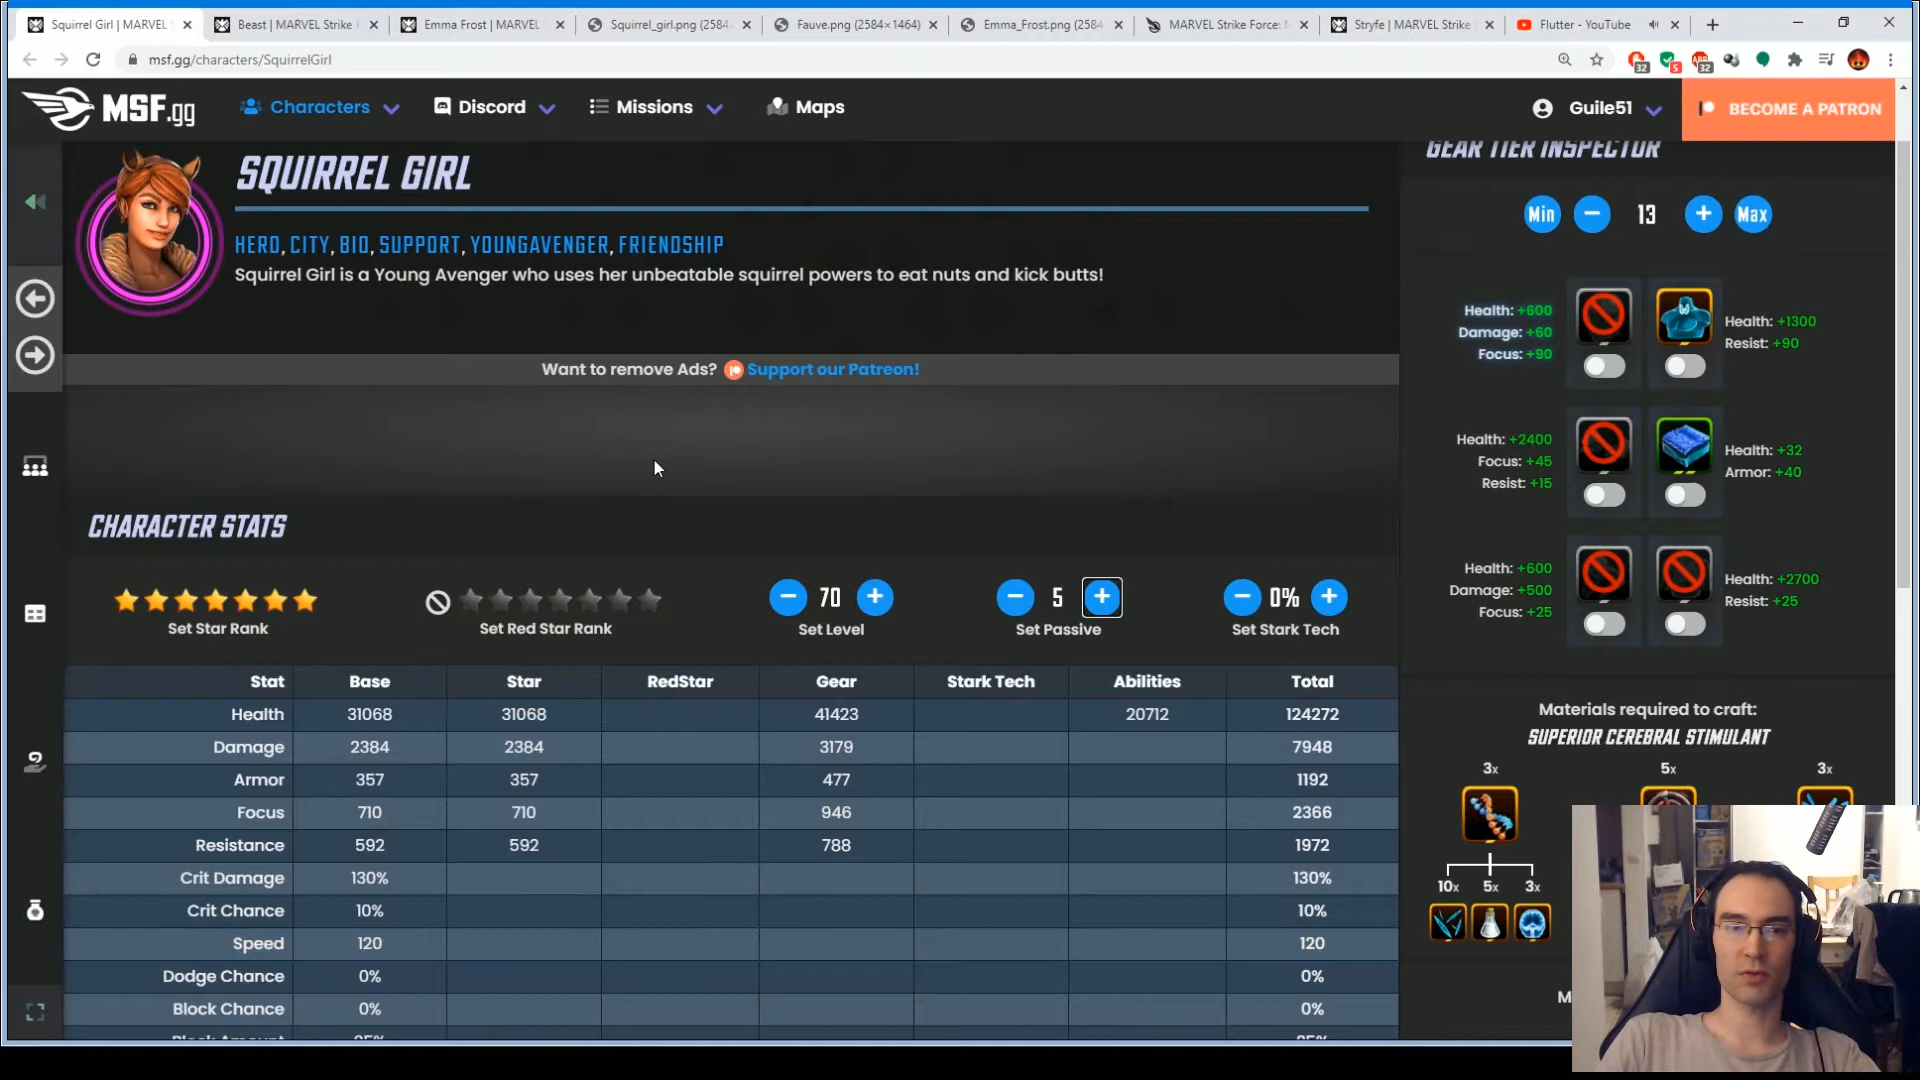 Squirrel Girl | MARVEL
Beast | MARVEL Strike F
Emma Frost | MARVEL
Squirrel_girl.png (2584
Fauve.png (2584×1464)
Emma_Frost.png (2584
MARVEL Strike Force: N
Stryfe | MARVEL Strike
Flutter - YouTube
msf.gg/characters/SquirrelGirl
32
5
32
MSF.gg
Characters
Discord
Missions
Maps
Guile51
BECOME A PATRON
SQUIRREL GIRL
HERO, CITY, BIO, SUPPORT, YOUNGAVENGER, FRIENDSHIP
Squirrel Girl is a Young Avenger who uses her unbeatable squirrel powers to eat nuts and kick butts!
Want to remove Ads? Support our Patreon!
CHARACTER STATS
Set Star Rank
Set Red Star Rank
70
Set Level
5
Set Passive
0%
Set Stark Tech
Stat Base Star RedStar Gear Stark Tech Abilities Total
Health 31068 31068 41423 20712 124272
Damage 2384 2384 3179 7948
Armor 357 357 477 1192
Focus 710 710 946 2366
Resistance 592 592 788 1972
Crit Damage 130% 130%
Crit Chance 10% 10%
Speed 120 120
Dodge Chance 0% 0%
Block Chance 0% 0%
GEAR TIER INSPECTOR
Min 13 Max
Health: +600
Damage: +60
Focus: +90
Health: +1300
Resist: +90
Health: +2400
Focus: +45
Resist: +15
Health: +32
Armor: +40
Health: +600
Damage: +500
Focus: +25
Health: +2700
Resist: +25
Materials required to craft:
SUPERIOR CEREBRAL STIMULANT
3x 5x 3x
10x 5x 3x
M